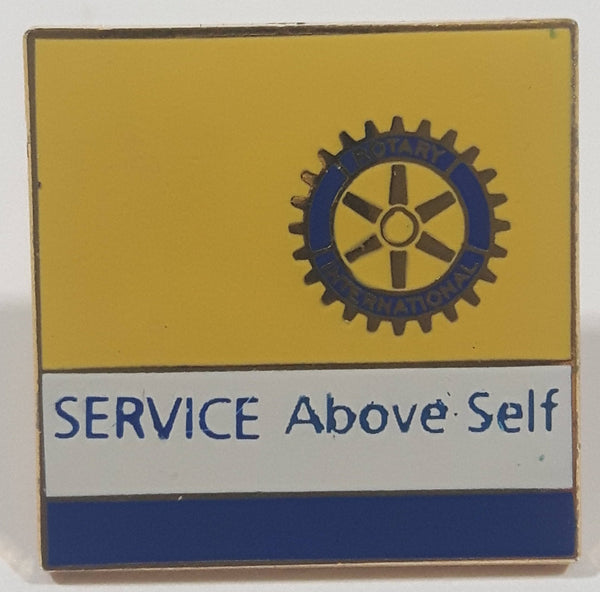 ROTARY
INTERNATIONAL
SERVICE Above Self